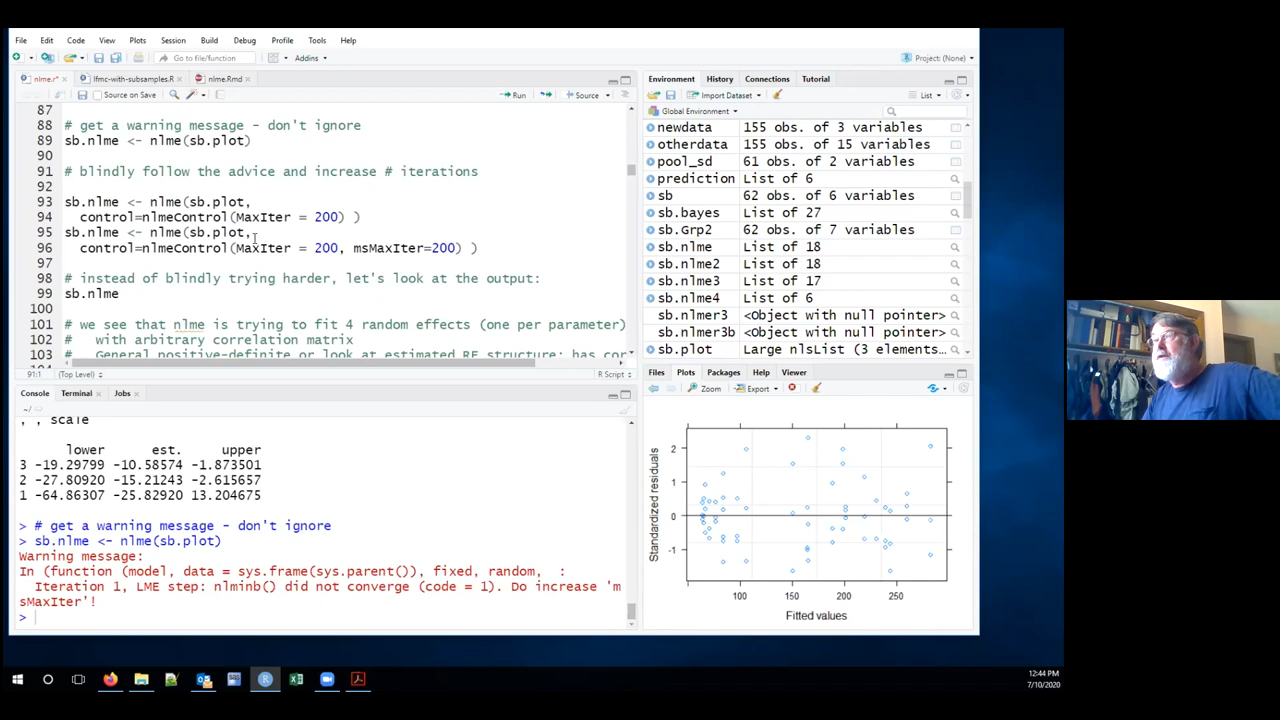 File Edit Code View Plots Session Build Debug Profile Tools Help
Go to file/function Addins Project: (None)
nlme.r* lfmc-with-subsamples.R nlme.Rmd
Source on Save Run Source
87
88 # get a warning message - don't ignore
89 sb.nlme <- nlme(sb.plot)
90
91 # blindly follow the advice and increase # iterations
92
93 sb.nlme <- nlme(sb.plot,
94 control=nlmeControl(MaxIter = 200) )
95 sb.nlme <- nlme(sb.plot,
96 control=nlmeControl(MaxIter = 200, msMaxIter=200) )
97
98 # instead of blindly trying harder, let's look at the output:
99 sb.nlme
100
101 # we see that nlme is trying to fit 4 random effects (one per parameter)
102 # with arbitrary correlation matrix
103 # General positive-definite or look at estimated RE structure: has cor
91:1 (Top Level) R Script
Console Terminal Jobs
~/
, , scale
lower est. upper
3 -19.29799 -10.58574 -1.873501
2 -27.80920 -15.21243 -2.615657
1 -64.86307 -25.82920 13.204675
> # get a warning message - don't ignore
> sb.nlme <- nlme(sb.plot)
Warning message:
In (function (model, data = sys.frame(sys.parent()), fixed, random, :
Iteration 1, LME step: nlminb() did not converge (code = 1). Do increase 'm
sMaxIter'!
>
Environment History Connections Tutorial
Import Dataset List
Global Environment
newdata 155 obs. of 3 variables
otherdata 155 obs. of 15 variables
pool_sd 61 obs. of 2 variables
prediction List of 6
sb 62 obs. of 6 variables
sb.bayes List of 27
sb.Grp2 62 obs. of 7 variables
sb.nlme List of 18
sb.nlme2 List of 18
sb.nlme3 List of 17
sb.nlme4 List of 6
sb.nlmer3 <Object with null pointer>
sb.nlmer3b <Object with null pointer>
sb.plot Large nlsList (3 elements…
Files Plots Packages Help Viewer
Zoom Export
Standardized residuals
2
1
0
-1
100 150 200 250
Fitted values
12:44 PM
7/10/2020